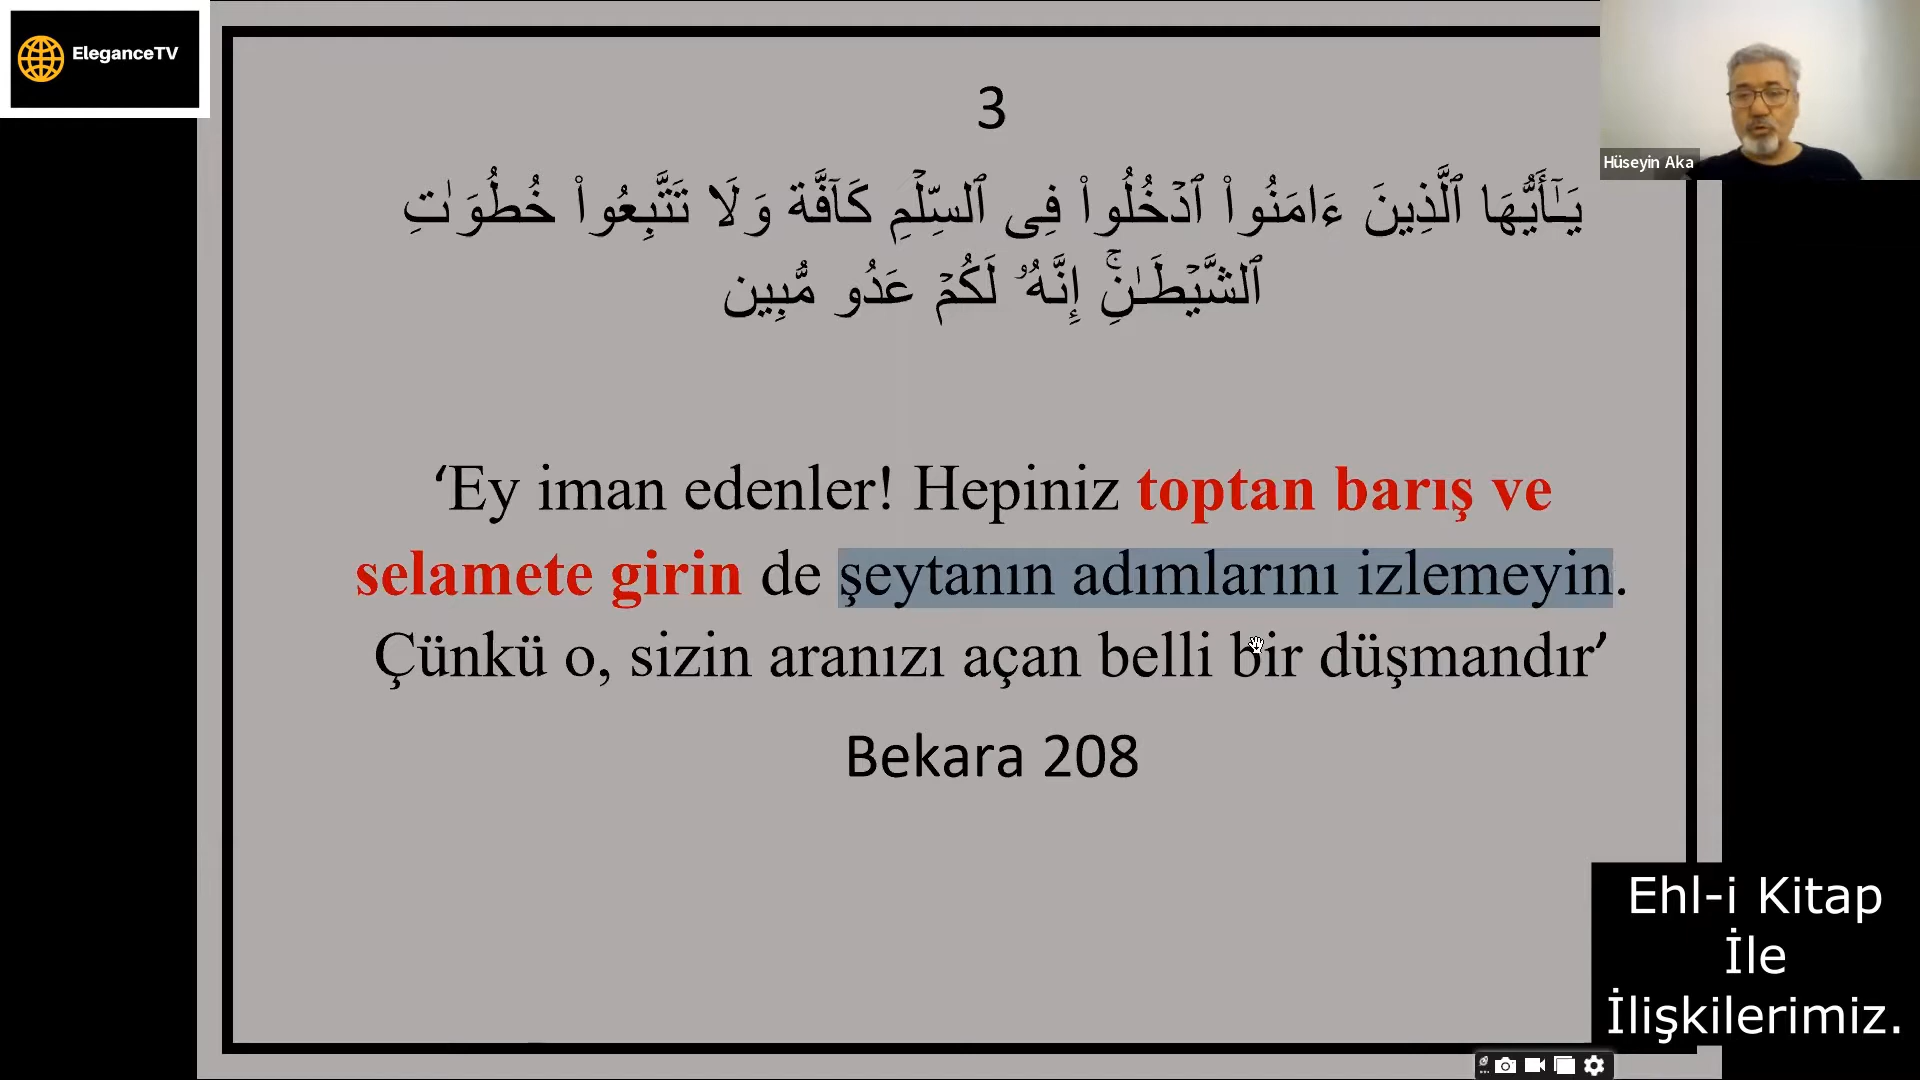 EleganceTV
3
يَـٰٓأَيُّهَا ٱلَّذِينَ ءَامَنُوا۟ ٱدۡخُلُوا۟ فِى ٱلسِّلۡمِ كَآفَّة وَلَا تَتَّبِعُوا۟ خُطُوَٰتِ
ٱلشَّيۡطَـٰنِۚ إِنَّهُۥ لَكُمۡ عَدُو مُّبِين
‘Ey iman edenler! Hepiniz toptan barış ve
selamete girin de şeytanın adımlarını izlemeyin.
Çünkü o, sizin aranızı açan belli bir düşmandır’
Bekara 208
Hüseyin Aka
Ehl-i Kitap
İle
İlişkilerimiz.